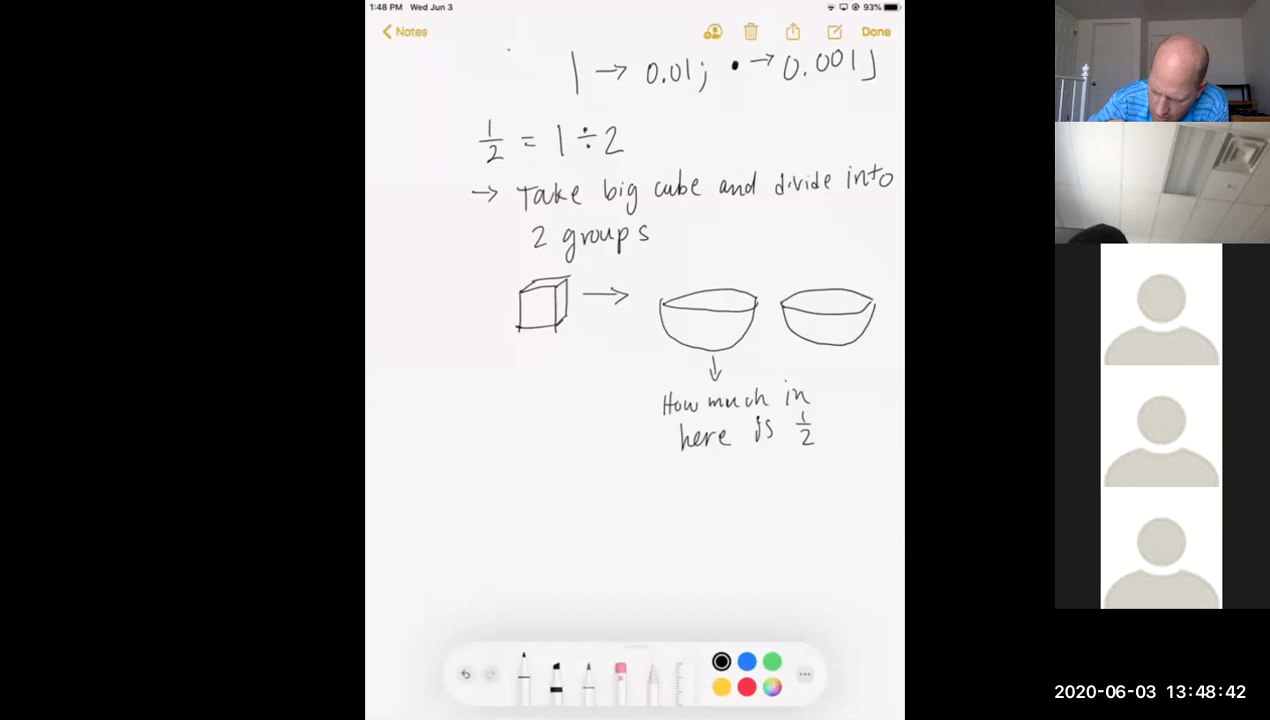 1:48 PM Wed Jun 3
93%
Notes
Done
| → 0.01; • → 0.001]
1/2 = 1 ÷ 2
→ Take big cube and divide into
2 groups
→
↓
How much in
here is 1/2
2020-06-03 13:48:42